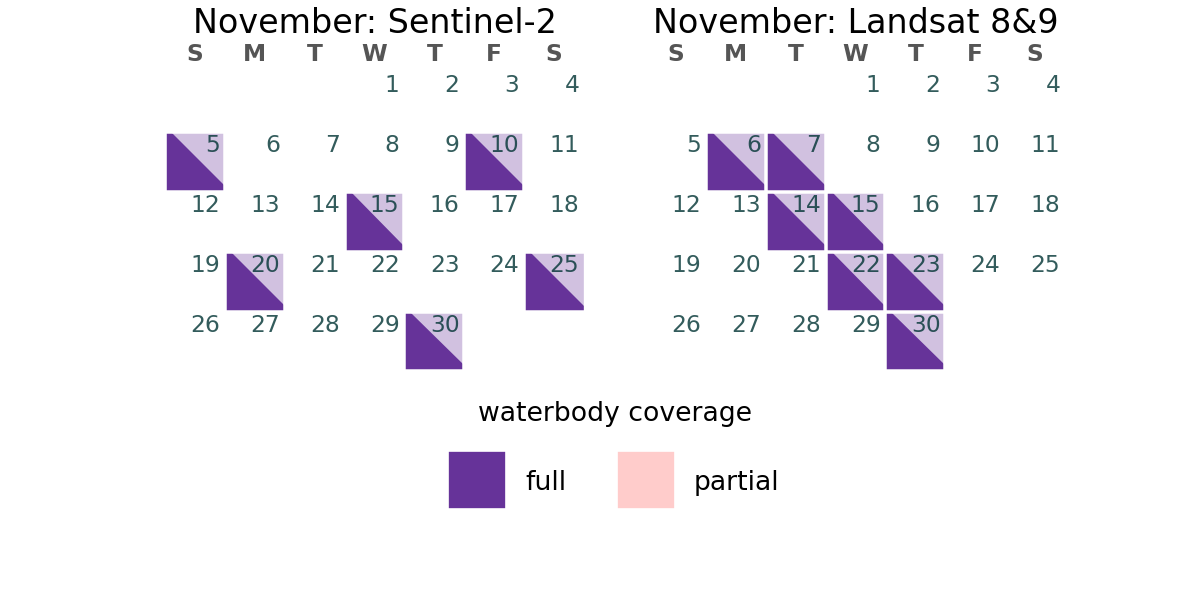 November: Sentinel-2
S M T W T F S
1 2 3 4
5 6 7 8 9 10 11
12 13 14 15 16 17 18
19 20 21 22 23 24 25
26 27 28 29 30
November: Landsat 8&9
S M T W T F S
1 2 3 4
5 6 7 8 9 10 11
12 13 14 15 16 17 18
19 20 21 22 23 24 25
26 27 28 29 30
waterbody coverage
full
partial